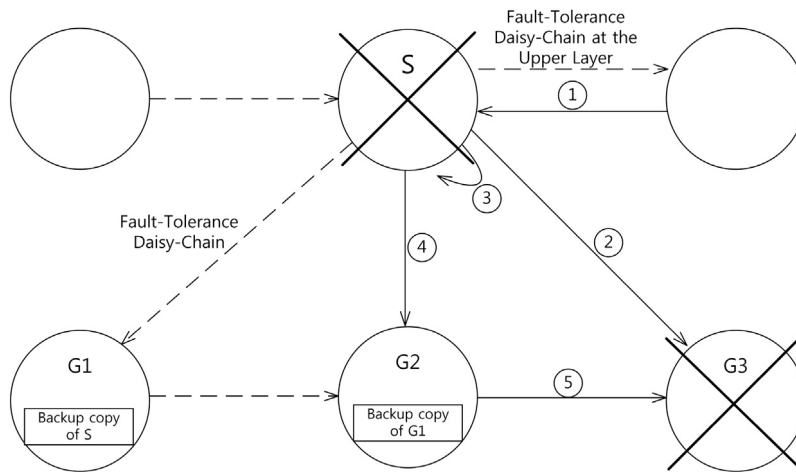 Fault-Tolerance
Daisy-Chain at the
Upper Layer
S
1
3
Fault-Tolerance
Daisy-Chain
4
2
G1
G2
G3
5
Backup copy
of S
Backup copy
of G1